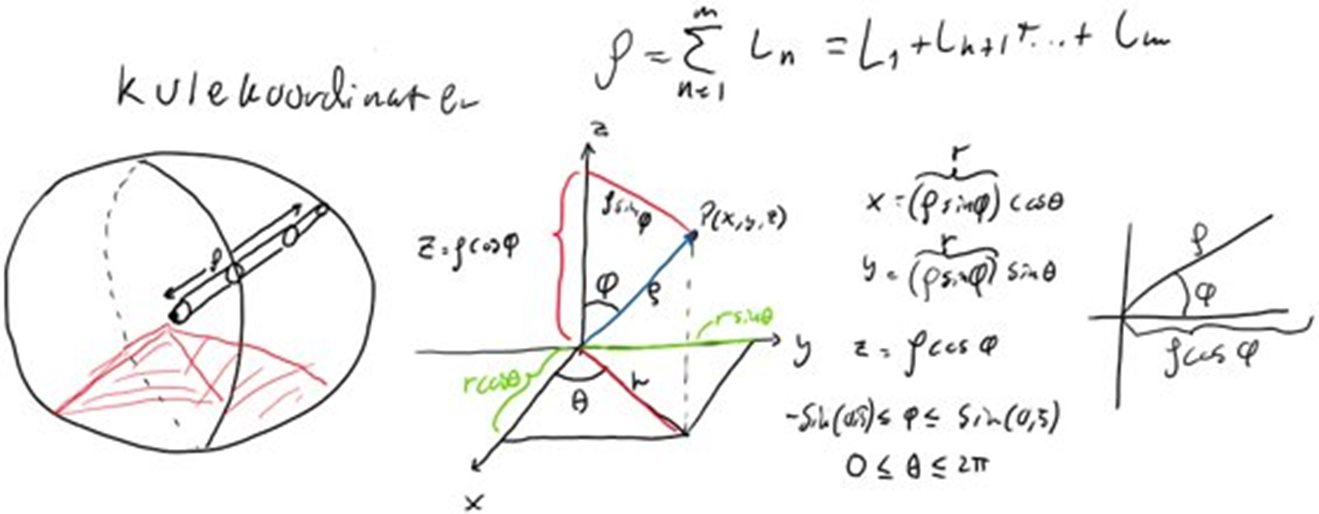 ρ = Σ_{n=1}^{m} L_n = L_1 + L_{n+1} + ... + L_m
kulekoordinater
ρ
z
ρ sin φ
P(x, y, z)
z = ρ cos φ
φ
ρ
r sin θ
y
r cos θ
θ
r
x
r
x = (ρ sin φ) cos θ
r
y = (ρ sin φ) sin θ
z = ρ cos φ
-sin(0,5) ≤ φ ≤ sin(0,5)
0 ≤ θ ≤ 2π
ρ
φ
ρ cos φ